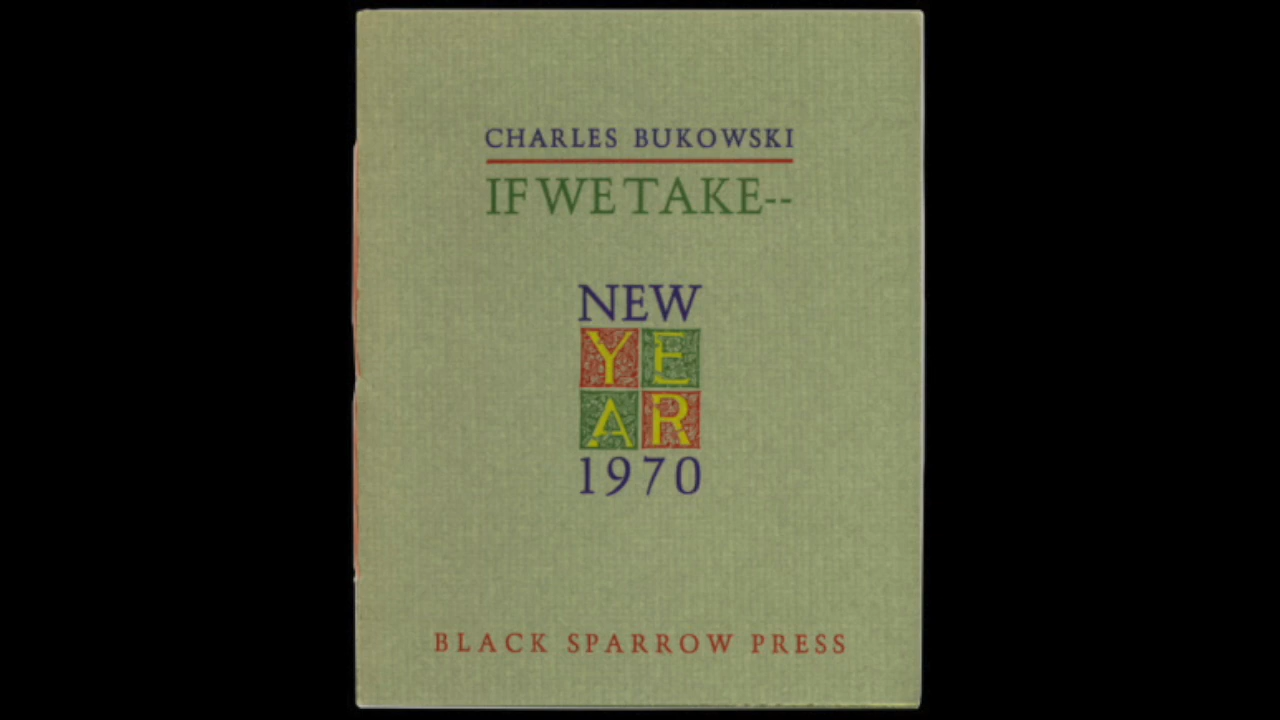 CHARLES BUKOWSKI
IF WE TAKE--
NEW
YE
AR
1970
BLACK SPARROW PRESS